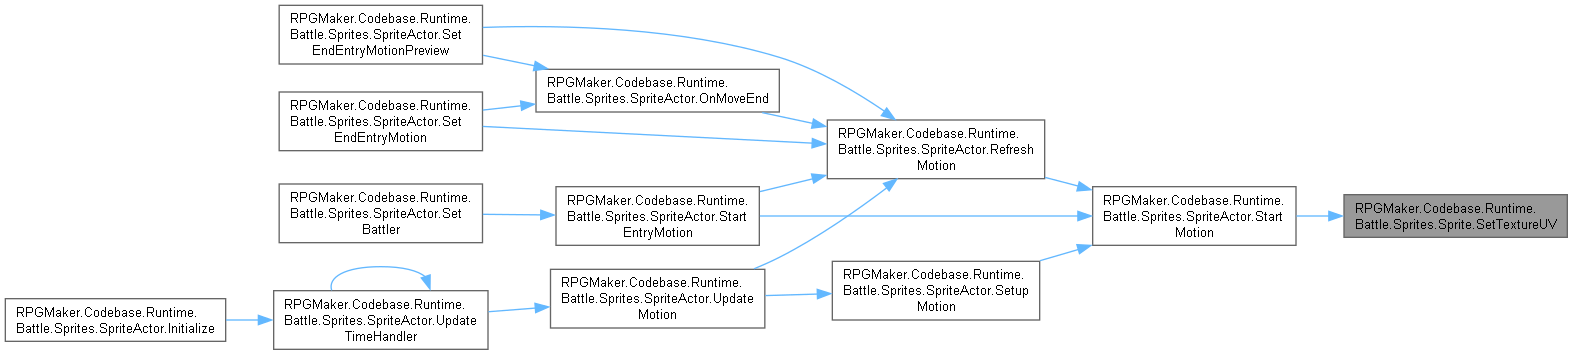 RPGMaker.Codebase.Runtime.
Battle.Sprites.SpriteActor.Set
EndEntryMotionPreview
RPGMaker.Codebase.Runtime.
Battle.Sprites.SpriteActor.OnMoveEnd
RPGMaker.Codebase.Runtime.
Battle.Sprites.SpriteActor.Set
EndEntryMotion
RPGMaker.Codebase.Runtime.
Battle.Sprites.SpriteActor.Refresh
Motion
RPGMaker.Codebase.Runtime.
Battle.Sprites.SpriteActor.Set
Battler
RPGMaker.Codebase.Runtime.
Battle.Sprites.SpriteActor.Start
EntryMotion
RPGMaker.Codebase.Runtime.
Battle.Sprites.SpriteActor.Start
Motion
RPGMaker.Codebase.Runtime.
Battle.Sprites.Sprite.SetTextureUV
RPGMaker.Codebase.Runtime.
Battle.Sprites.SpriteActor.Initialize
RPGMaker.Codebase.Runtime.
Battle.Sprites.SpriteActor.Update
TimeHandler
RPGMaker.Codebase.Runtime.
Battle.Sprites.SpriteActor.Update
Motion
RPGMaker.Codebase.Runtime.
Battle.Sprites.SpriteActor.Setup
Motion